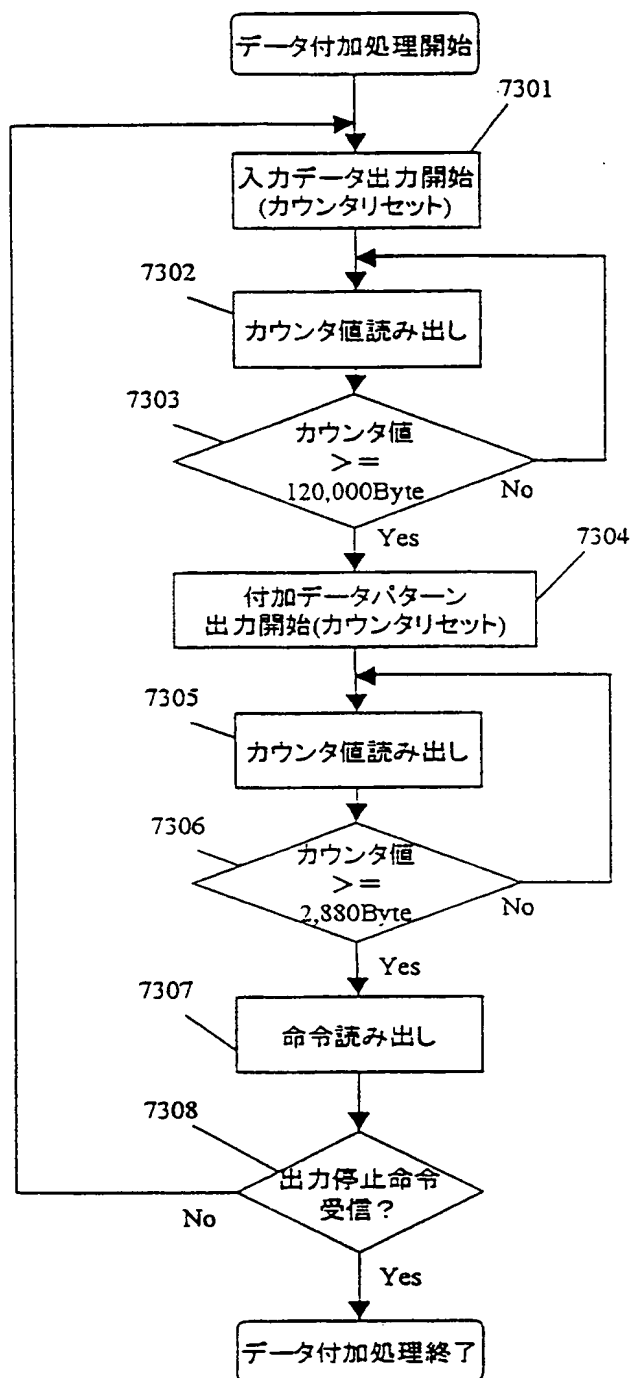 データ付加処理開始
7301
入力データ出力開始
(カウンタリセット)
7302
カウンタ値読み出し
7303
カウンタ値
>=
120,000Byte
No
Yes
7304
付加データパターン
出力開始(カウンタリセット)
7305
カウンタ値読み出し
7306
カウンタ値
>=
2,880Byte
No
Yes
7307
命令読み出し
7308
出力停止命令
受信?
No
Yes
データ付加処理終了